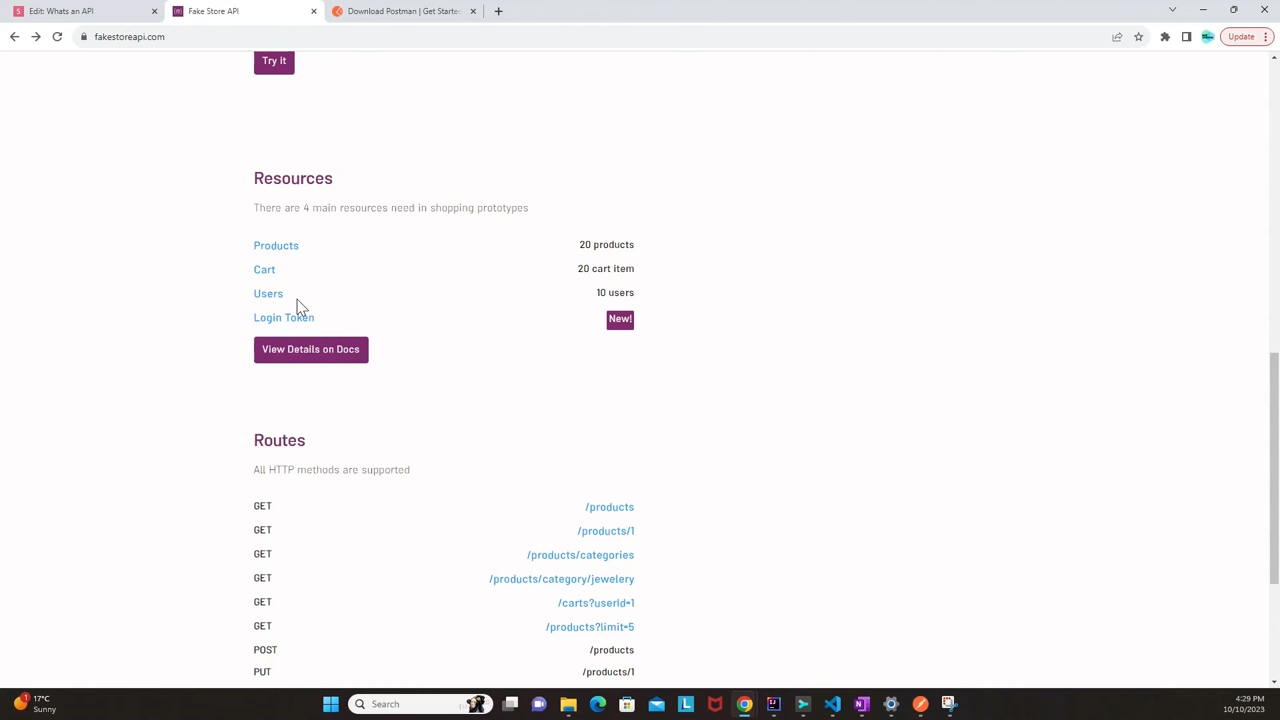 Edit: Whats an API
Fake Store API
Download Postman | Get Starte
fakestoreapi.com
Update
Try it
Resources
There are 4 main resources need in shopping prototypes
Products 20 products
Cart 20 cart item
Users 10 users
Login Token New!
View Details on Docs
Routes
All HTTP methods are supported
GET /products
GET /products/1
GET /products/categories
GET /products/category/jewelery
GET /carts?userId=1
GET /products?limit=5
POST /products
PUT /products/1
1
17°C
Sunny
Search
4:29 PM
10/10/2023